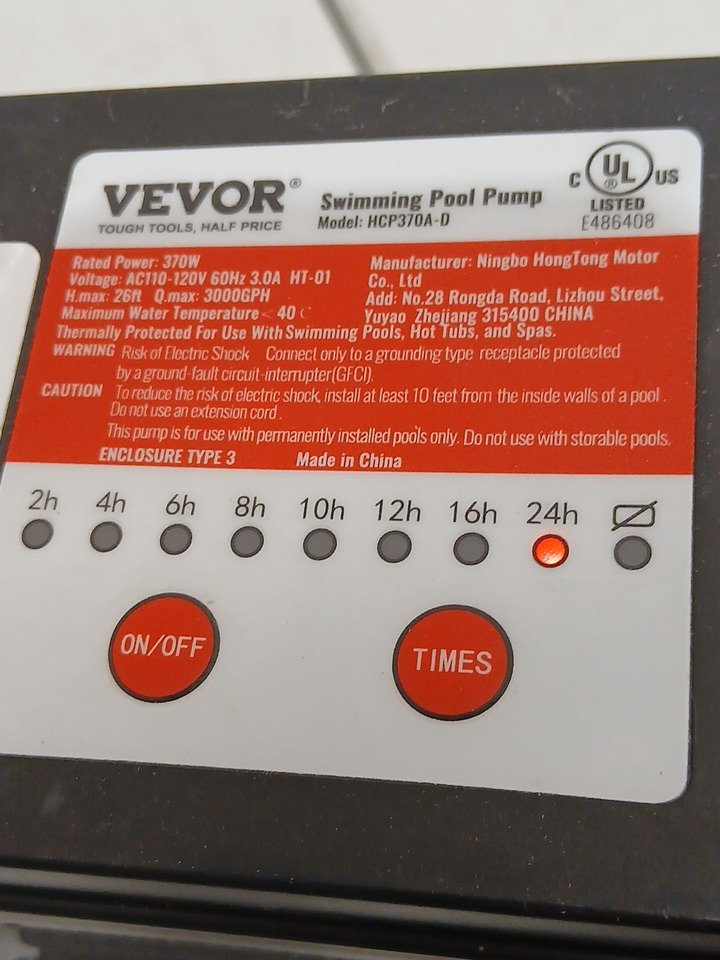 VEVOR®
TOUGH TOOLS, HALF PRICE
Swimming Pool Pump
Model: HCP370A-D
C UL® US
LISTED
E486408
Rated Power: 370W
Voltage: AC110-120V 60Hz 3.0A HT-01
H.max: 26ft Q.max: 3000GPH
Maximum Water Temperature < 40 C
Manufacturer: Ningbo HongTong Motor
Co., Ltd
Add: No.28 Rongda Road, Lizhou Street,
Yuyao Zhejiang 315400 CHINA
Thermally Protected For Use With Swimming Pools, Hot Tubs, and Spas.
WARNING Risk of Electric Shock Connect only to a grounding type receptacle protected
by a ground-fault circuit-interrupter(GFCI).
CAUTION To reduce the risk of electric shock, install at least 10 feet from the inside walls of a pool.
Do not use an extension cord.
This pump is for use with permanently installed pools only. Do not use with storable pools.
ENCLOSURE TYPE 3 Made in China
2h 4h 6h 8h 10h 12h 16h 24h
ON/OFF TIMES